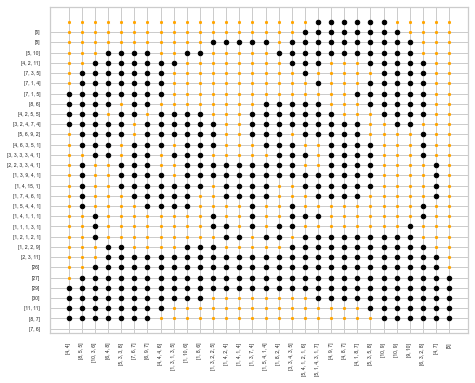 [5]
[8]
[5, 10]
[4, 2, 11]
[7, 3, 5]
[7, 1, 4]
[7, 1, 5]
[8, 6]
[4, 2, 5, 5]
[3, 2, 4, 7, 4]
[5, 6, 9, 2]
[4, 6, 3, 5, 1]
[3, 3, 3, 3, 4, 1]
[2, 2, 3, 3, 4, 1]
[1, 3, 9, 4, 1]
[1, 4, 15, 1]
[1, 7, 4, 8, 1]
[1, 5, 4, 4, 1]
[1, 4, 1, 1, 1]
[1, 1, 1, 3, 1]
[1, 2, 1, 2, 1]
[1, 2, 2, 9]
[2, 3, 11]
[26]
[27]
[29]
[30]
[11, 11]
[8, 7]
[7, 6]
[4, 4]
[8, 5, 5]
[10, 3, 6]
[6, 4, 8]
[5, 3, 3, 8]
[7, 6, 7]
[6, 9, 7]
[4, 4, 4, 6]
[1, 3, 1, 3, 5]
[1, 10, 6]
[1, 8, 6]
[1, 3, 2, 2, 5]
[1, 4, 2, 4]
[1, 4, 1, 4]
[1, 3, 7, 4]
[1, 5, 4, 1, 4]
[1, 6, 2, 4]
[3, 3, 4, 3, 5]
[5, 4, 1, 2, 1, 6]
[5, 1, 4, 3, 1, 7]
[4, 9, 7]
[4, 8, 7]
[4, 1, 8, 7]
[5, 3, 5, 8]
[10, 9]
[10, 9]
[9, 10]
[6, 3, 2, 8]
[4, 7]
[5]